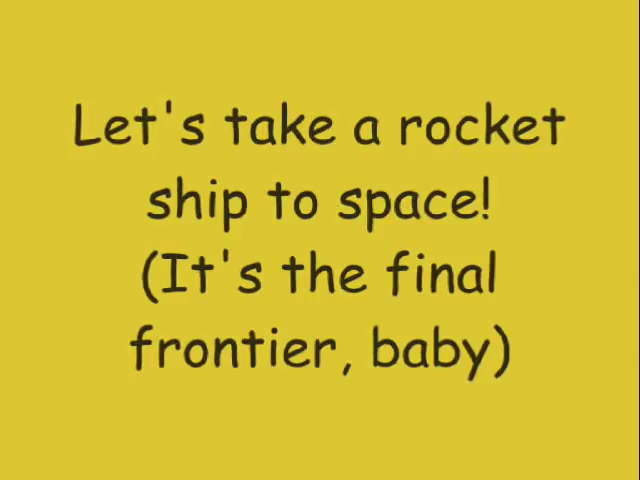 Let's take a rocket
ship to space!
(It's the final
frontier, baby)